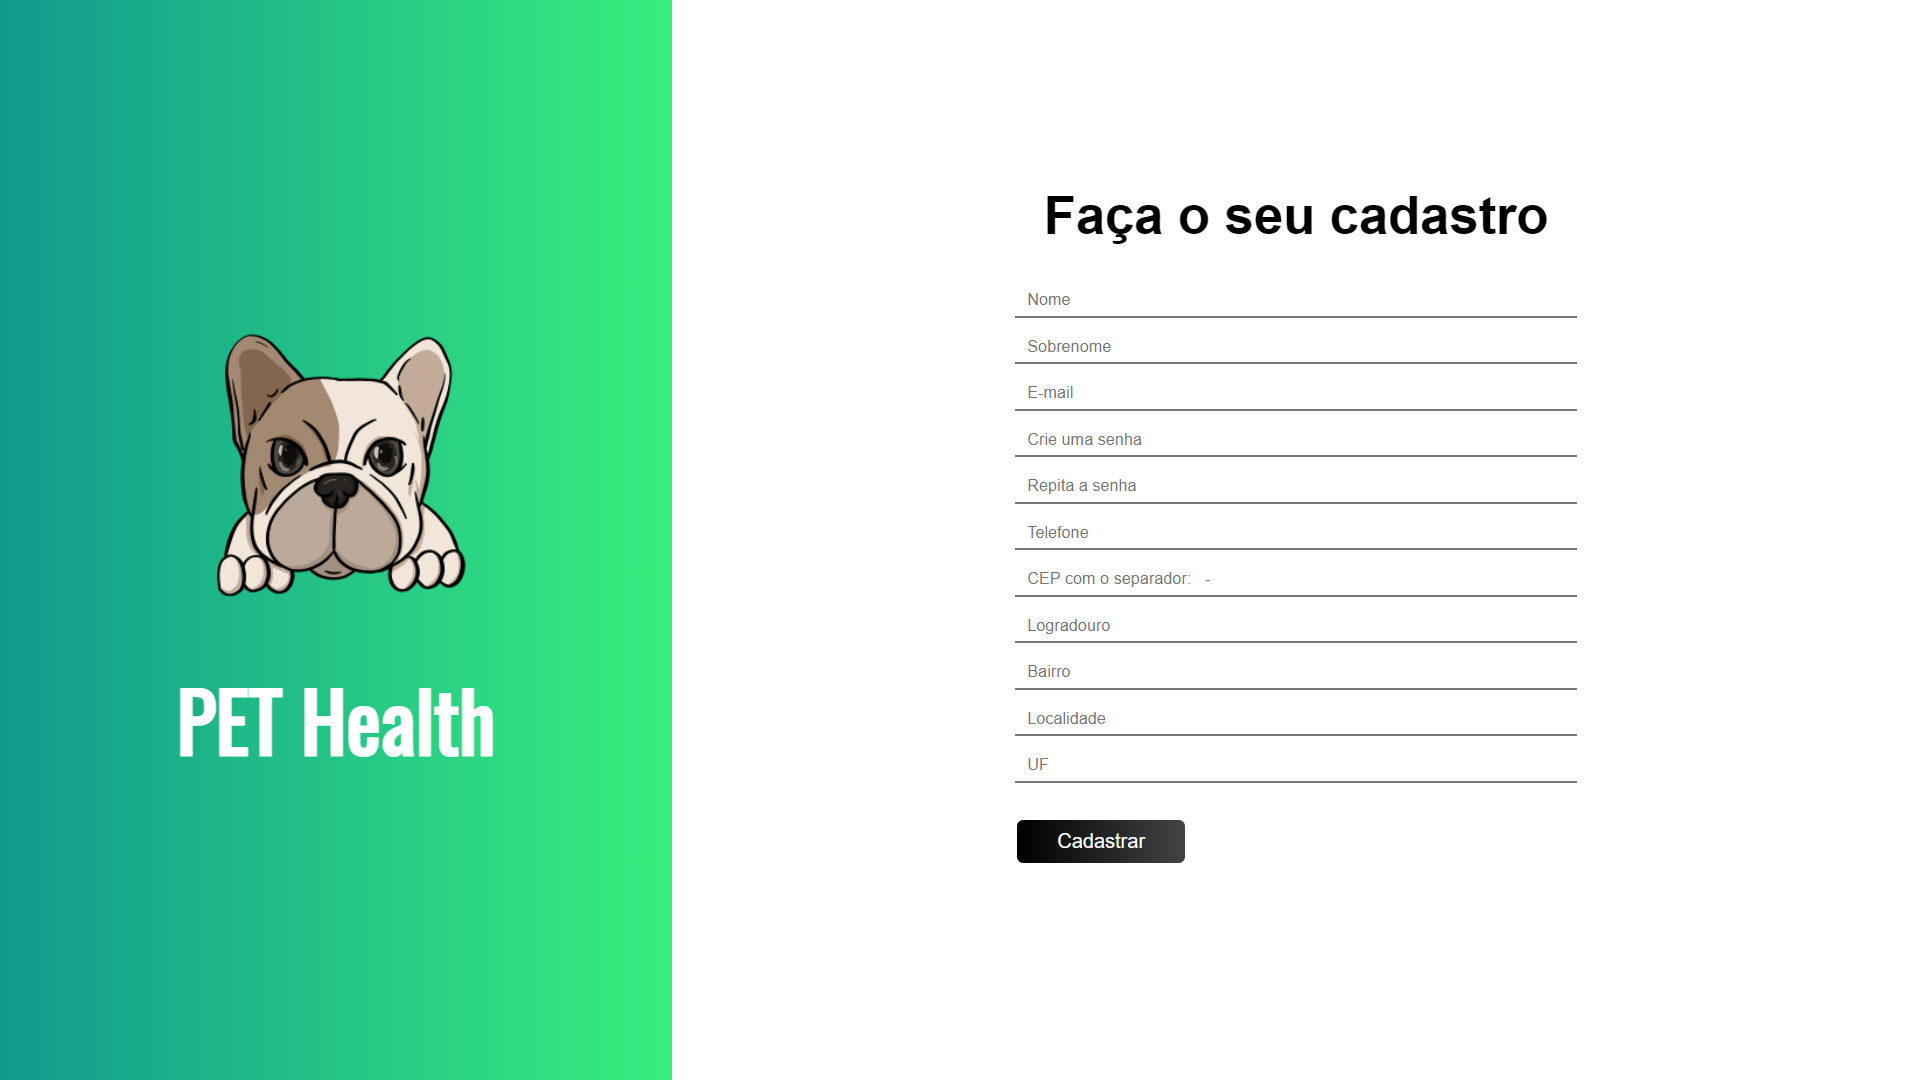 PET Health
Faça o seu cadastro
Nome
Sobrenome
E-mail
Crie uma senha
Repita a senha
Telefone
CEP com o separador:   -
Logradouro
Bairro
Localidade
UF
Cadastrar